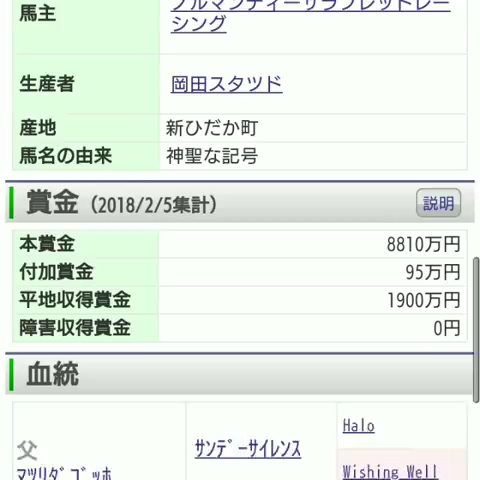 馬主
ノルマンディーサラブレッドレー
シング
生産者
岡田スタツド
産地
新ひだか町
馬名の由来
神聖な記号
賞金 (2018/2/5集計)
説明
本賞金
8810万円
付加賞金
95万円
平地収得賞金
1900万円
障害収得賞金
0円
血統
父
マツリダゴッホ
サンデーサイレンス
Halo
Wishing Well